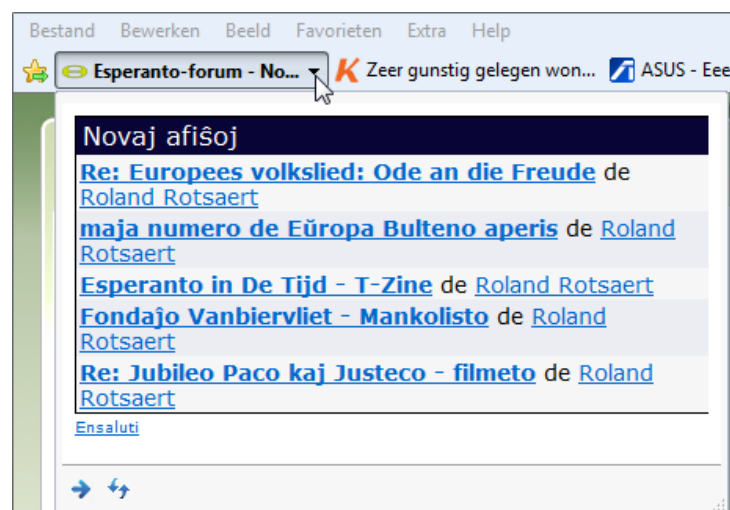 Bestand Bewerken Beeld Favorieten Extra Help
Esperanto-forum - No... Zeer gunstig gelegen won... ASUS - Eee
Novaj afiŝoj
Re: Europees volkslied: Ode an die Freude de
Roland Rotsaert
maja numero de Eŭropa Bulteno aperis de Roland
Rotsaert
Esperanto in De Tijd - T-Zine de Roland Rotsaert
Fondaĵo Vanbiervliet - Mankolisto de Roland
Rotsaert
Re: Jubileo Paco kaj Justeco - filmeto de Roland
Rotsaert
Ensaluti